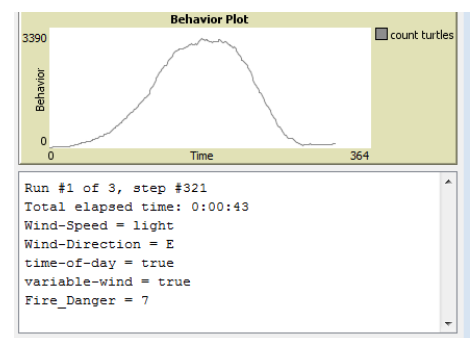 Behavior Plot
3390
count turtles
Behavior
0
0
Time
364
Run #1 of 3, step #321
Total elapsed time: 0:00:43
Wind-Speed = light
Wind-Direction = E
time-of-day = true
variable-wind = true
Fire_Danger = 7